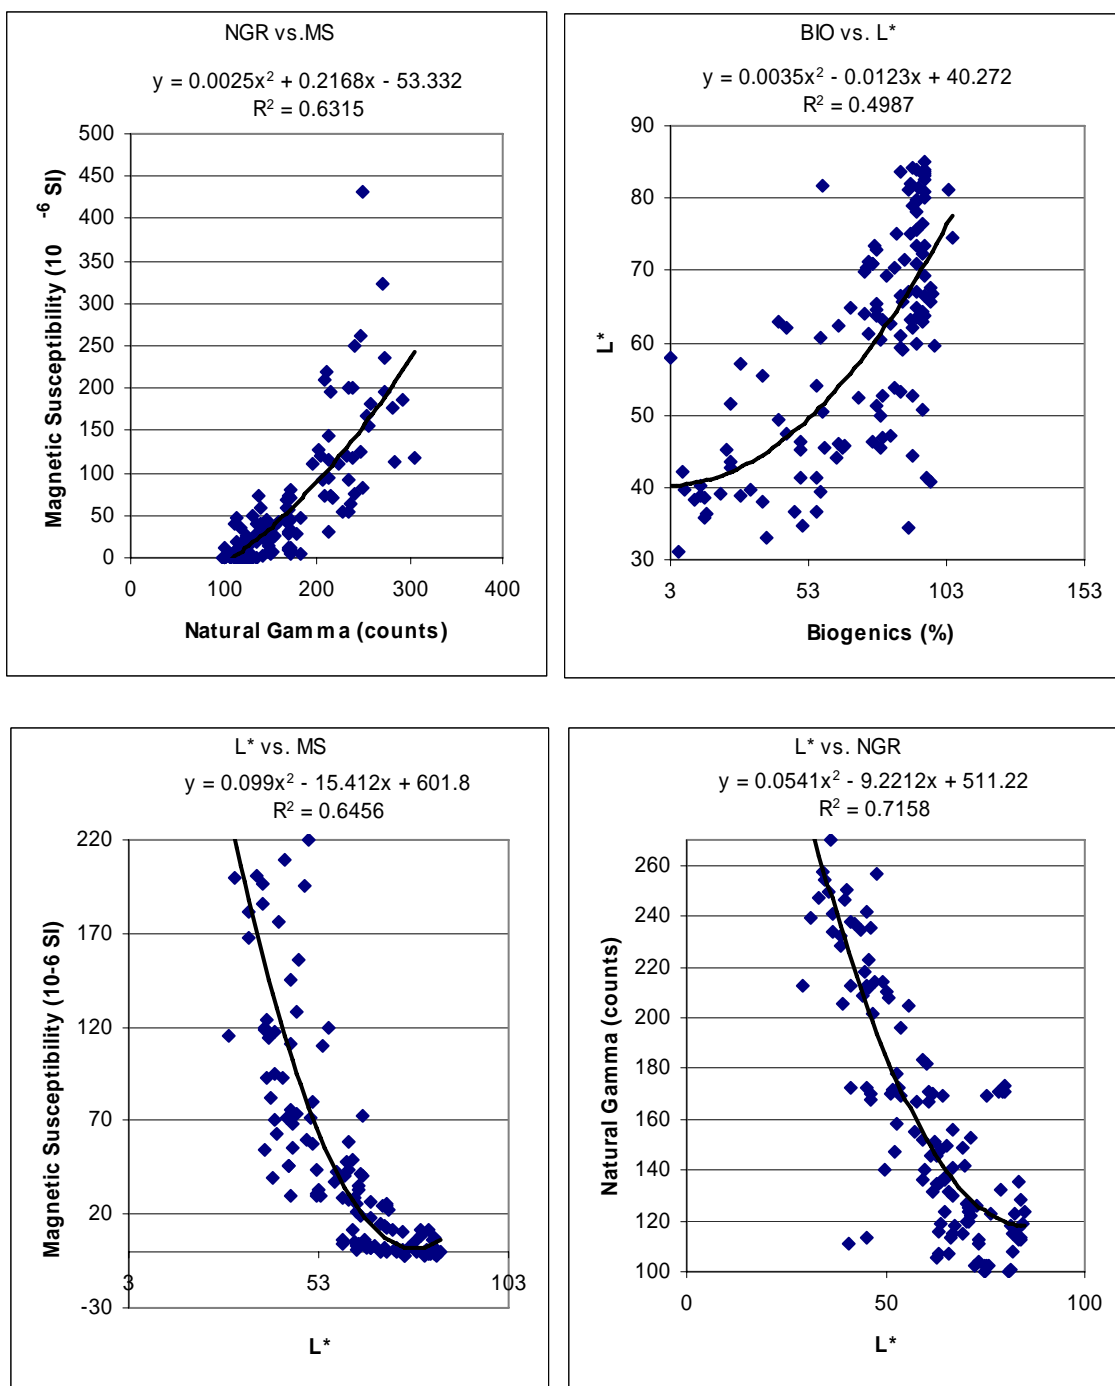 NGR vs.MS
y = 0.0025x² + 0.2168x - 53.332
R² = 0.6315
500
450
400
350
300
250
200
150
100
50
0
0 100 200 300 400
Magnetic Susceptibility (10 -6 SI)
Natural Gamma (counts)
BIO vs. L*
y = 0.0035x² - 0.0123x + 40.272
R² = 0.4987
90
80
70
60
50
40
30
3 53 103 153
L*
Biogenics (%)
L* vs. MS
y = 0.099x² - 15.412x + 601.8
R² = 0.6456
220
170
120
70
20
-30
3 53 103
Magnetic Susceptibility (10-6 SI)
L*
L* vs. NGR
y = 0.0541x² - 9.2212x + 511.22
R² = 0.7158
260
240
220
200
180
160
140
120
100
0 50 100
Natural Gamma (counts)
L*